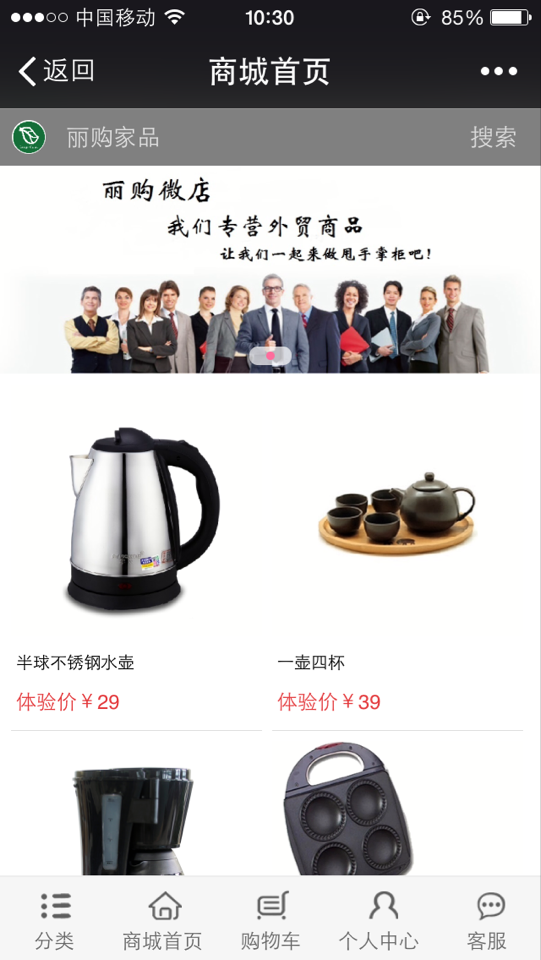 中国移动 10:30 85%
返回 商城首页
丽购家品 搜索
丽购微店
我们专营外贸商品
让我们一起来做甩手掌柜吧!
半球不锈钢水壶 一壶四杯
体验价￥29 体验价￥39
分类 商城首页 购物车 个人中心 客服